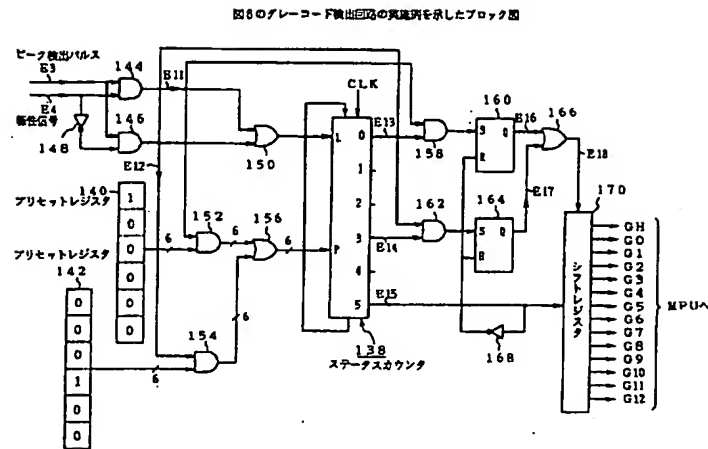 図6のグレーコード検出回路の実施例を示したブロック図
ピーク検出パルス
E3
E4
極性信号
144
E11
146
148
E12
150
CLK
L
0
1
2
3
4
5
P
E13
E14
E15
138
ステータスカウンタ
158
162
160
S
Q
R
164
S
Q
R
E16
E17
166
E18
168
170
シフトレジスタ
GH
G0
G1
G2
G3
G4
G5
G6
G7
G8
G9
G10
G11
G12
MPUへ
140
プリセットレジスタ
1
0
0
0
0
0
プリセットレジスタ
142
0
0
0
1
0
0
152
6
6
156
6
154
6
6